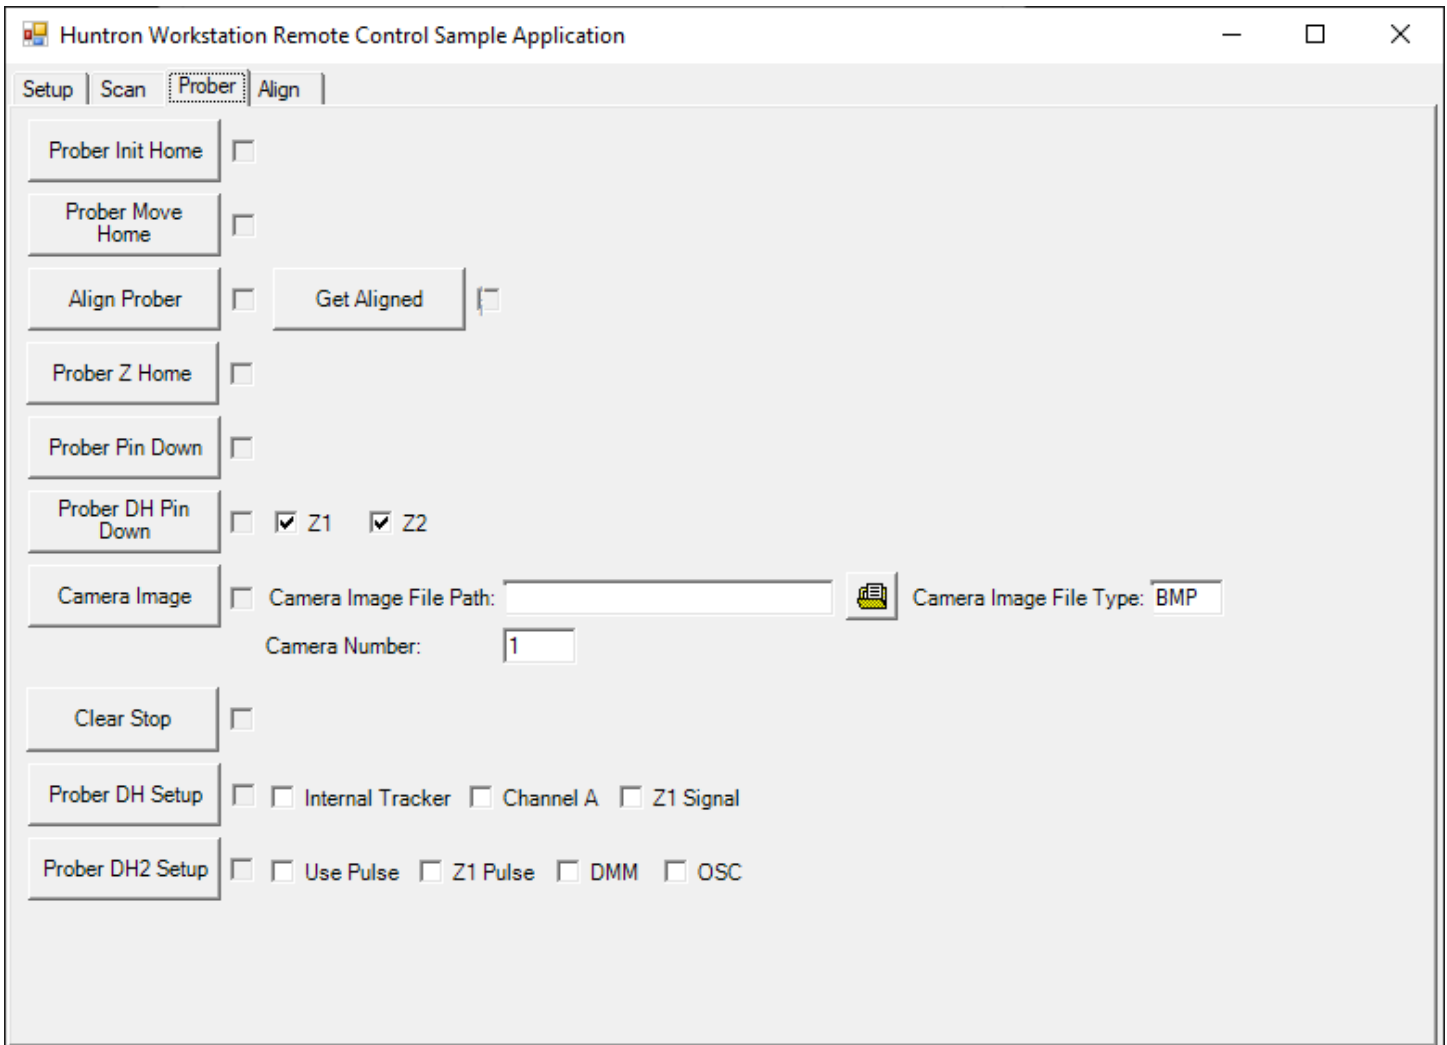 Huntron Workstation Remote Control Sample Application
Setup Scan Prober Align
Prober Init Home
Prober Move
Home
Align Prober Get Aligned
Prober Z Home
Prober Pin Down
Prober DH Pin
Down
Z1 Z2
Camera Image Camera Image File Path: Camera Image File Type: BMP
Camera Number: 1
Clear Stop
Prober DH Setup Internal Tracker Channel A Z1 Signal
Prober DH2 Setup Use Pulse Z1 Pulse DMM OSC